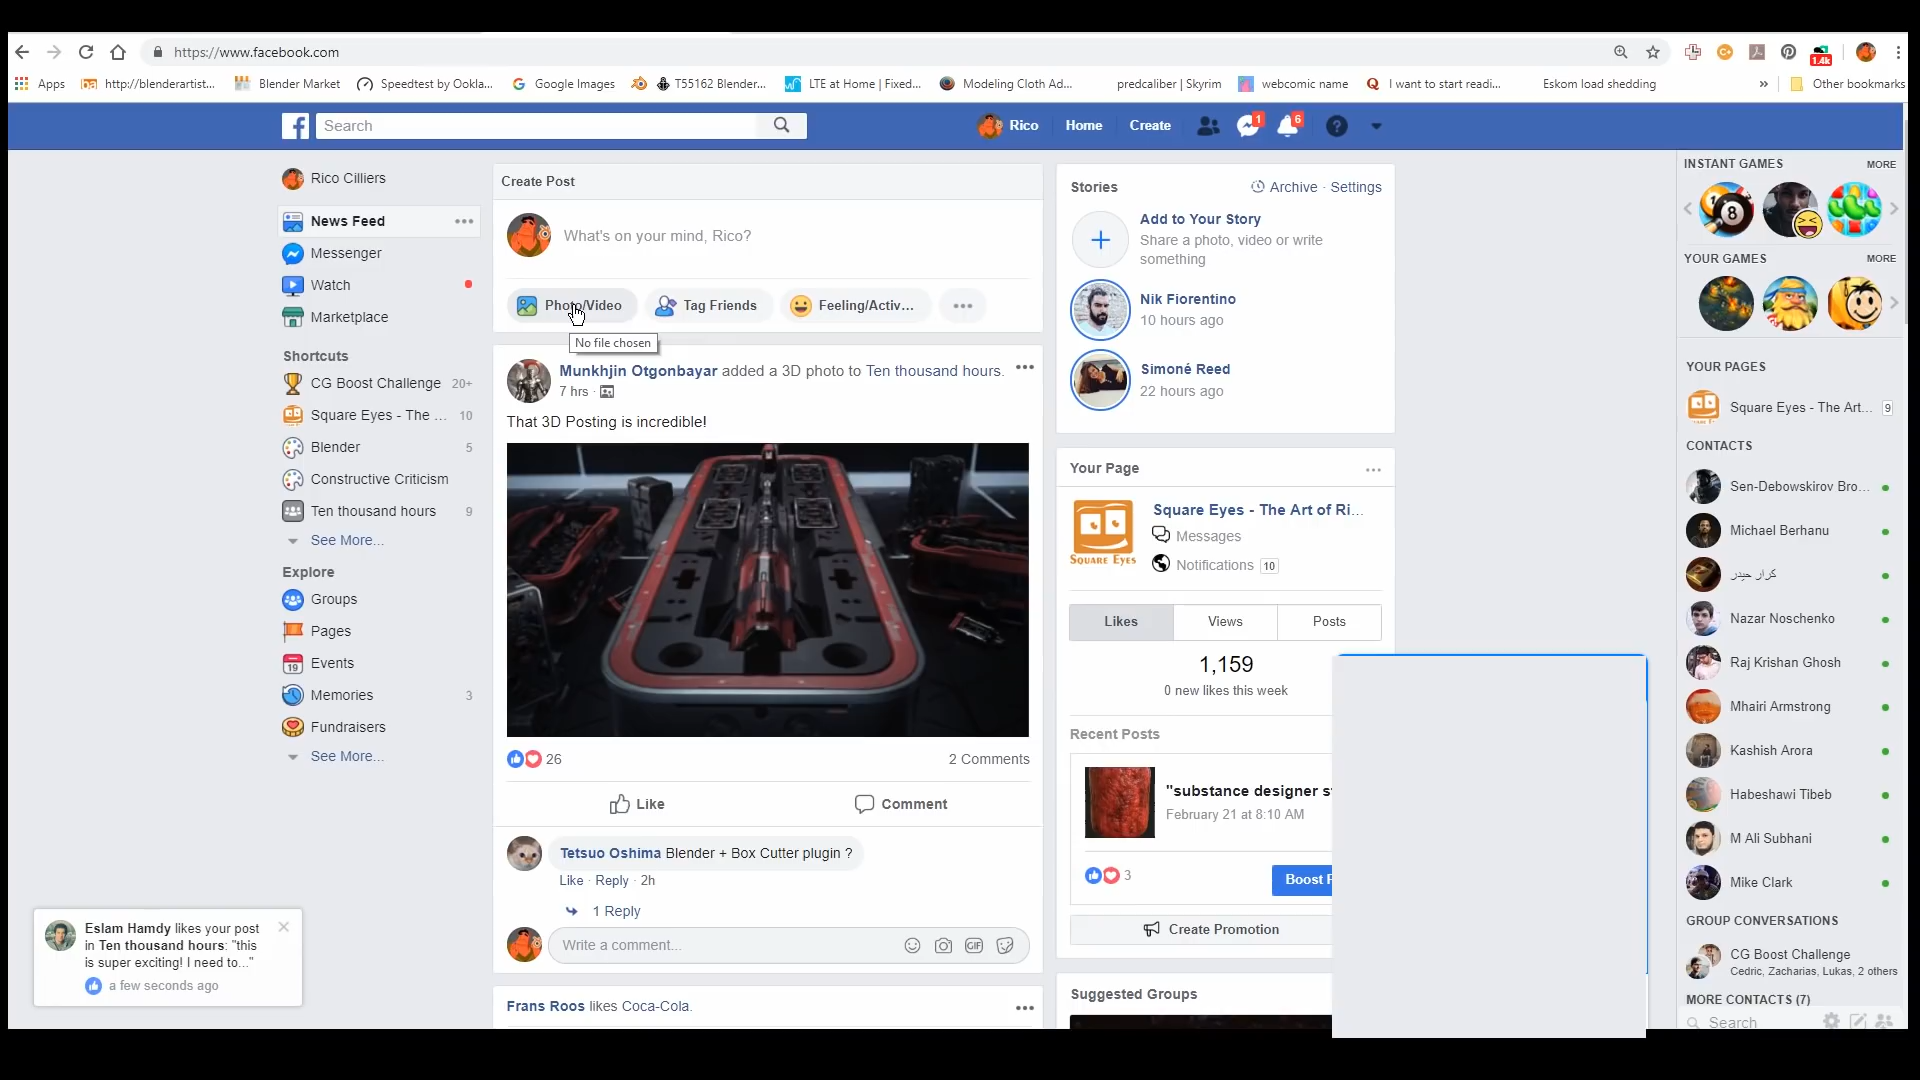 https://www.facebook.com
1.4k
Apps
http://blenderartist...
Blender Market
Speedtest by Ookla...
Google Images
T55162 Blender...
LTE at Home | Fixed...
Modeling Cloth Ad...
predcaliber | Skyrim
webcomic name
I want to start readi...
Eskom load shedding
»
Other bookmarks
Search
Rico
Home
Create
1
6
Rico Cilliers
News Feed
Messenger
Watch
Marketplace
Shortcuts
CG Boost Challenge 20+
Square Eyes - The ... 10
Blender 5
Constructive Criticism
Ten thousand hours 9
See More...
Explore
Groups
Pages
Events
Memories 3
Fundraisers
See More...
Eslam Hamdy likes your post
in Ten thousand hours: "this
is super exciting! I need to..."
a few seconds ago
Create Post
What's on your mind, Rico?
Photo/Video
Tag Friends
Feeling/Activ...
No file chosen
Munkhjin Otgonbayar added a 3D photo to Ten thousand hours.
7 hrs ·
That 3D Posting is incredible!
26
2 Comments
Like
Comment
Tetsuo Oshima Blender + Box Cutter plugin ?
Like · Reply · 2h
1 Reply
Write a comment...
GIF
Frans Roos likes Coca-Cola.
Stories
Archive · Settings
Add to Your Story
Share a photo, video or write
something
Nik Fiorentino
10 hours ago
Simoné Reed
22 hours ago
Your Page
SQUARE EYES
Square Eyes - The Art of Ri...
Messages
Notifications 10
Likes
Views
Posts
1,159
0 new likes this week
Recent Posts
"substance designer s
February 21 at 8:10 AM
3
Boost
Create Promotion
Suggested Groups
INSTANT GAMES
MORE
8
YOUR GAMES
MORE
YOUR PAGES
Square Eyes - The Art... 9
CONTACTS
Sen-Debowskirov Bro...
Michael Berhanu
كرار حيدر
Nazar Noschenko
Raj Krishan Ghosh
Mhairi Armstrong
Kashish Arora
Habeshawi Tibeb
M Ali Subhani
Mike Clark
GROUP CONVERSATIONS
CG Boost Challenge
Cedric, Zacharias, Lukas, 2 others
MORE CONTACTS (7)
Search